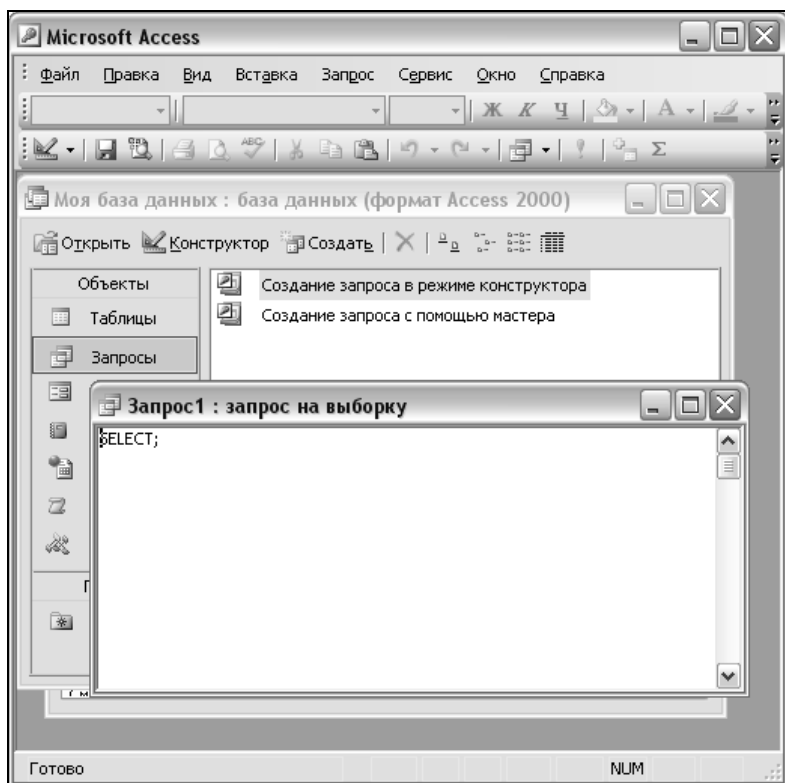 Microsoft Access
Файл Правка Вид Вставка Запрос Сервис Окно Справка
Ж К Ч А
ABC Σ
Моя база данных : база данных (формат Access 2000)
Открыть Конструктор Создать
Объекты
Создание запроса в режиме конструктора
Таблицы
Создание запроса с помощью мастера
Запросы
Запрос1 : запрос на выборку
SELECT;
Готово
NUM